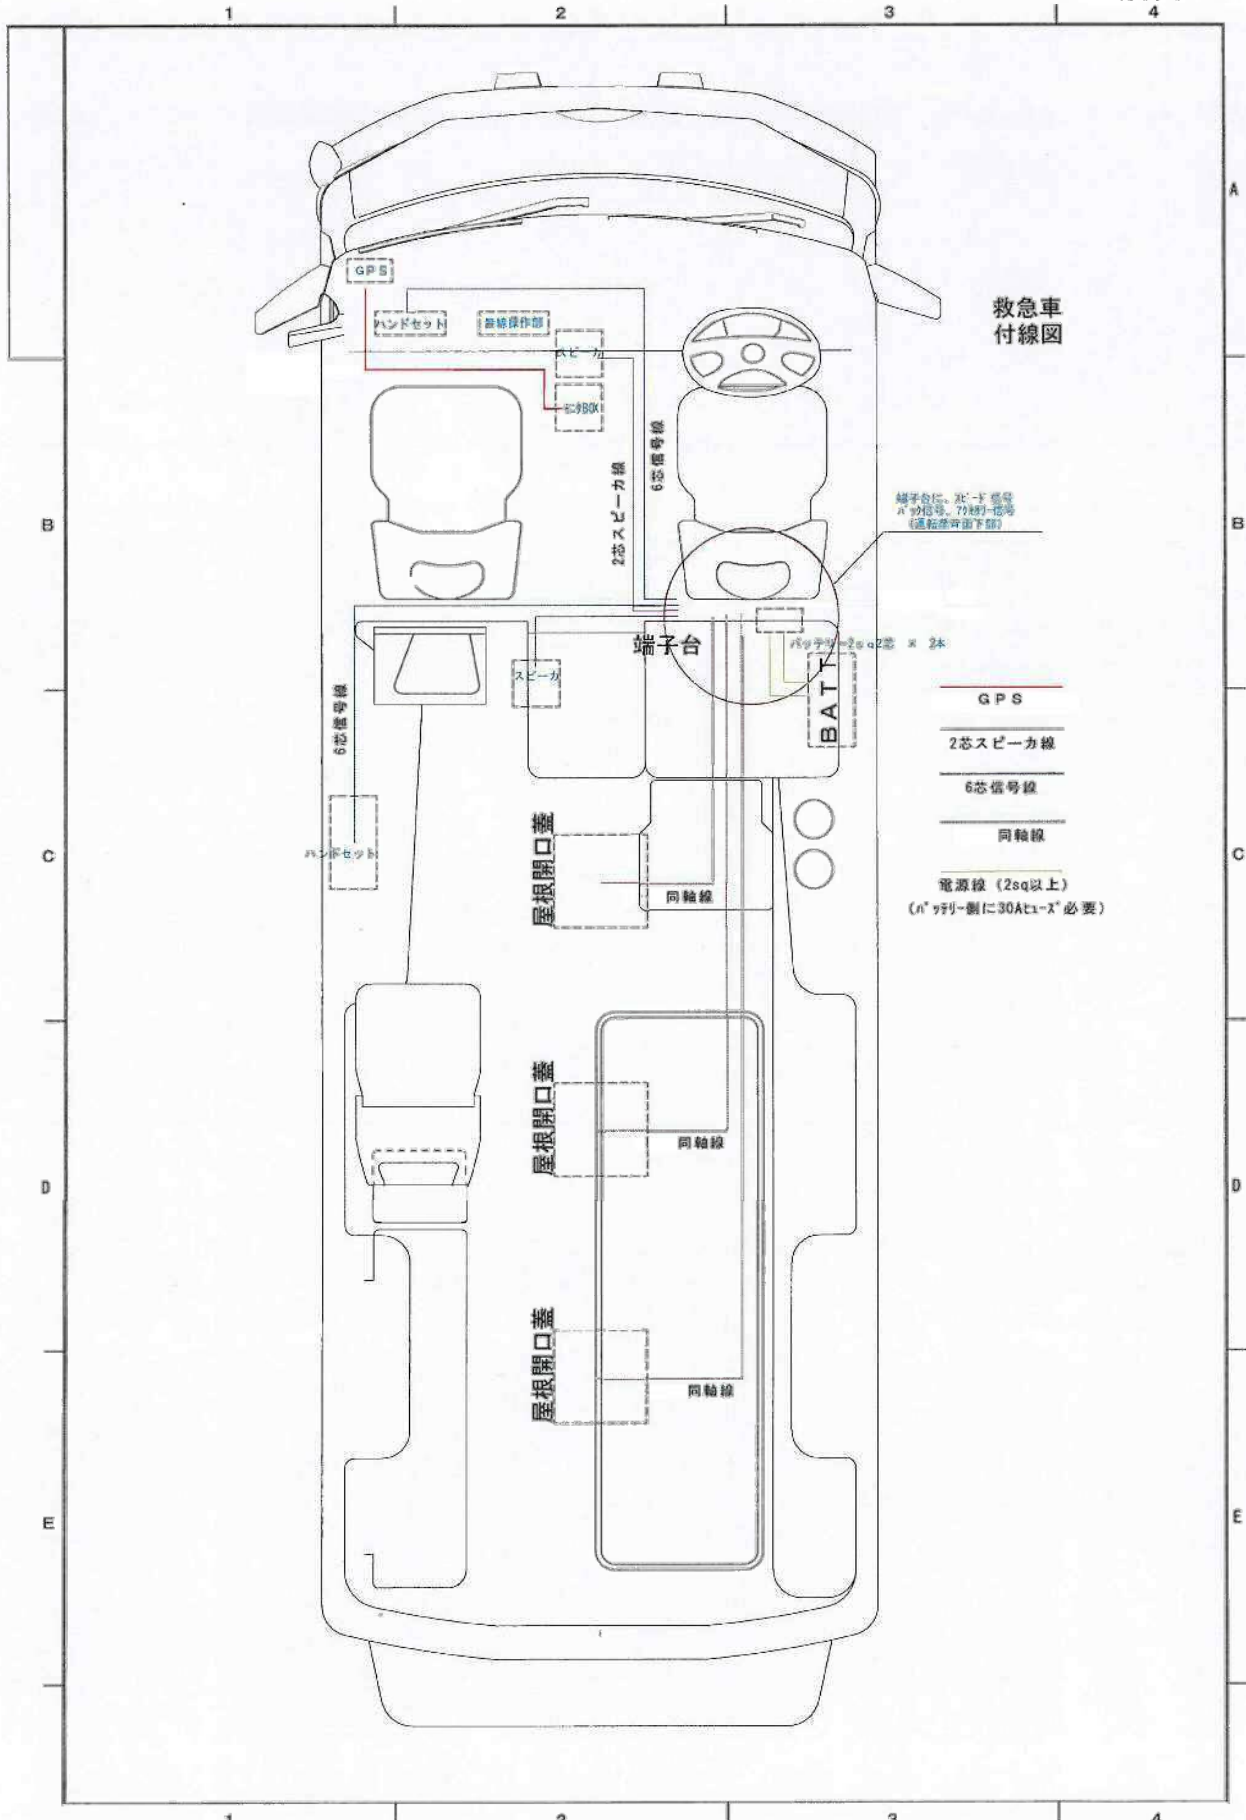 1 2 3 4
A
GPS
救急車
付線図
ハンドセット
無線操作部
スピーカ
ﾓﾆﾀBOX
6芯信号線
2芯スピーカ線
B
B
端子台に、ｽﾋﾟｰﾄﾞ信号
ﾊﾞｯｸ信号、ｱｸｾｻﾘｰ信号
(運転席背面下部)
端子台
バッテリー2sq2芯 × 2本
スピーカ
BATT
6芯信号線
GPS
2芯スピーカ線
6芯信号線
同軸線
電源線 (2sq以上)
(ﾊﾞｯﾃﾘｰ側に30Aﾋｭｰｽﾞ必要)
C
C
ハンドセット
屋根開口蓋
同軸線
屋根開口蓋
同軸線
D
D
屋根開口蓋
同軸線
E
E
1 2 3 4